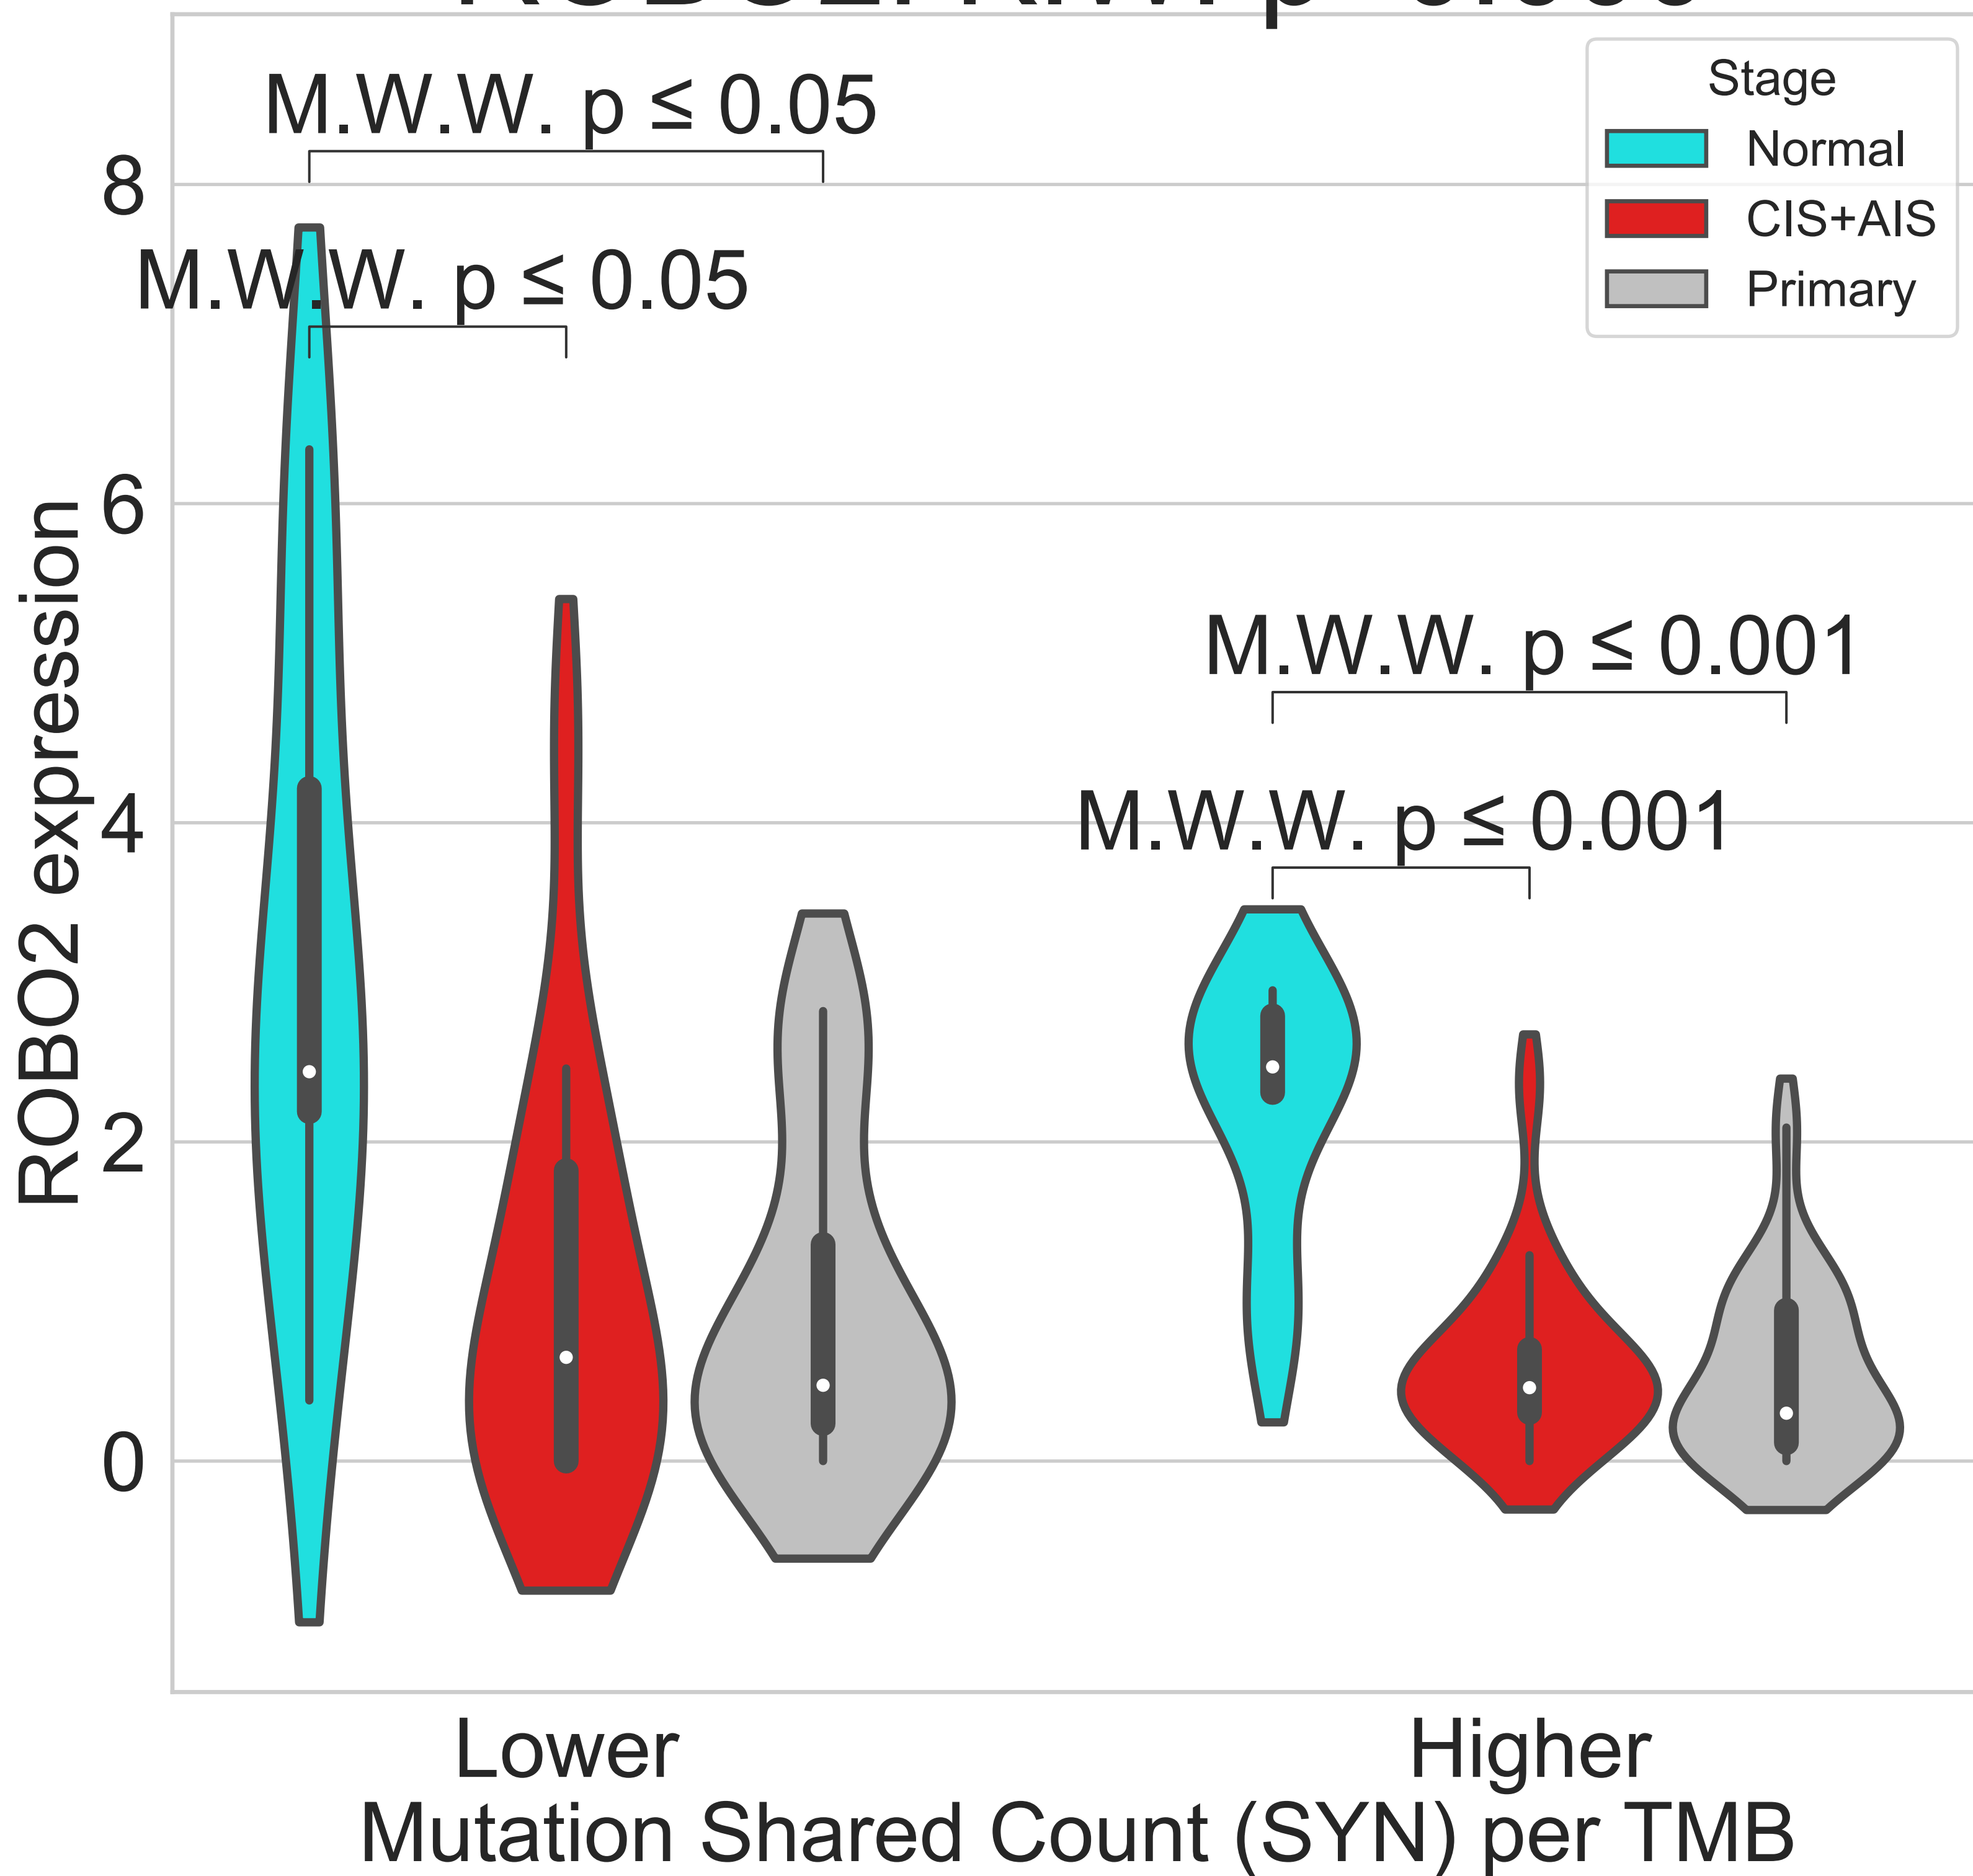 M.W.W. p ≤ 0.05
M.W.W. p ≤ 0.05
M.W.W. p ≤ 0.001
M.W.W. p ≤ 0.001
Stage
Normal
CIS+AIS
Primary
8
6
4
2
0
ROBO2 expression
Lower
Higher
Mutation Shared Count (SYN) per TMB